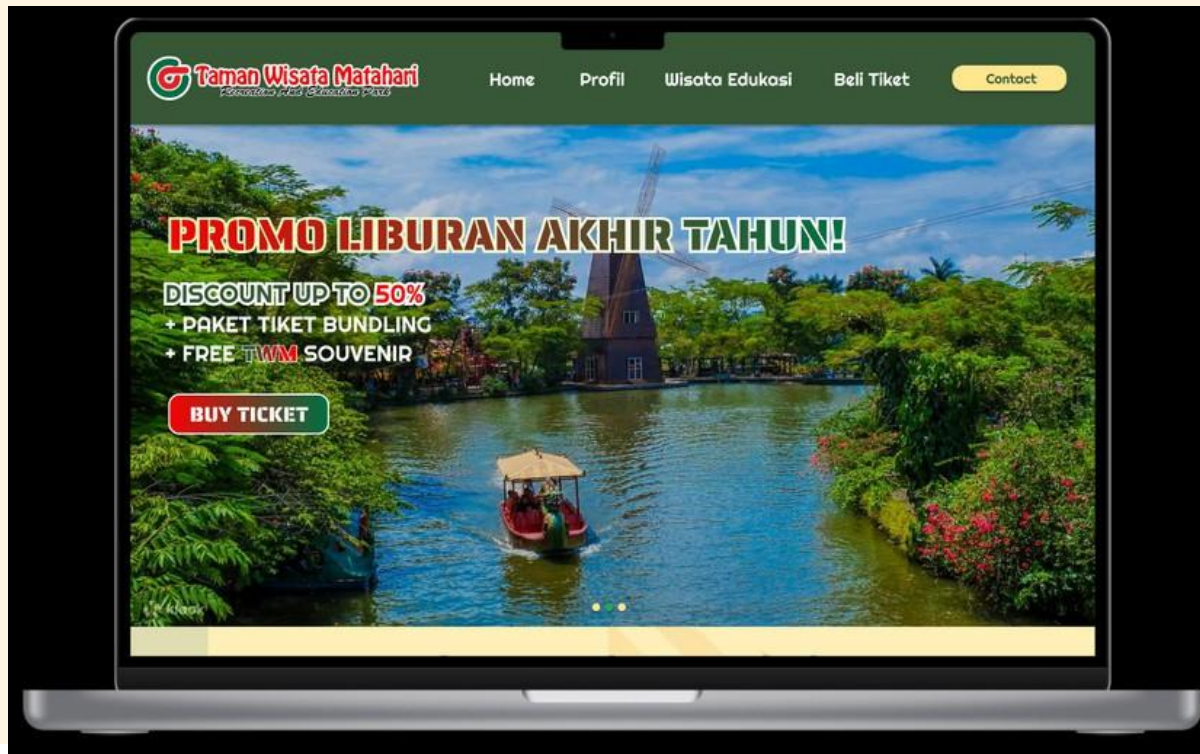 Taman Wisata Matahari
Recreation And Education Park
Home
Profil
Wisata Edukasi
Beli Tiket
Contact
PROMO LIBURAN AKHIR TAHUN!
DISCOUNT UP TO 50%
+ PAKET TIKET BUNDLING
+ FREE TWM SOUVENIR
BUY TICKET
klook